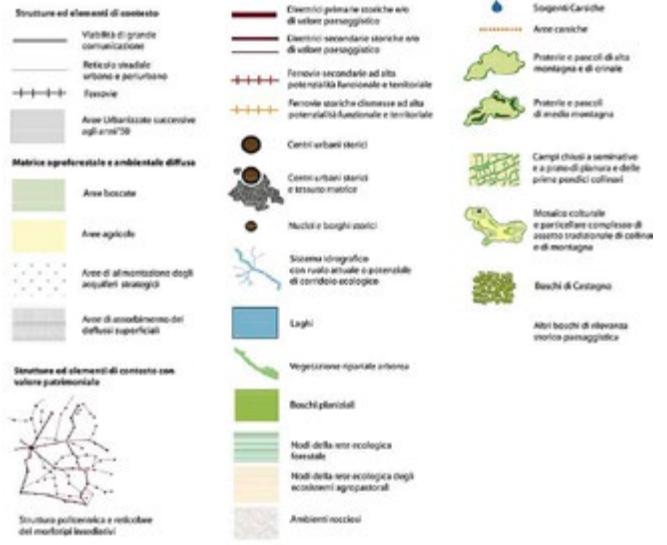 Strutture ed elementi di contesto
Viabilità di grande
comunicazione
Reticolo stradale
urbano e periurbano
Ferrovie
Aree Urbanizzate successive
agli anni '50
Matrice agroforestale e ambientale diffusa
Aree boscate
Aree agricole
Aree di alimentazione degli
acquiferi strategici
Aree di assorbimento dei
deflussi superficiali
Strutture ed elementi di contesto con
valore patrimoniale
Struttura policentrica e reticolare
dei morfotipi insediativi
Direttrici primarie storiche e/o
di valore paesaggistico
Direttrici secondarie storiche e/o
di valore paesaggistico
Ferrovie secondarie ad alta
potenzialità funzionale e territoriale
Ferrovie storiche dismesse ad alta
potenzialità funzionale e territoriale
Centri urbani storici
Centri urbani storici
e tessuto matrice
Nuclei e borghi storici
Sistema idrografico
con ruolo attuale o potenziale
di corridoio ecologico
Laghi
Vegetazione ripariale arborea
Boschi planiziali
Nodi della rete ecologica
forestale
Nodi della rete ecologica degli
ecosistemi agropastorali
Ambienti rocciosi
Sorgenti Carsiche
Aree carsiche
Praterie e pascoli di alta
montagna e di crinale
Praterie e pascoli
di media montagna
Campi chiusi a seminativo
e a prato di pianura e delle
prime pendici collinari
Mosaico colturale
e particellare complesso di
assetto tradizionale di collina
e di montagna
Boschi di Castagno
Altri boschi di rilevanza
storico paesaggistica